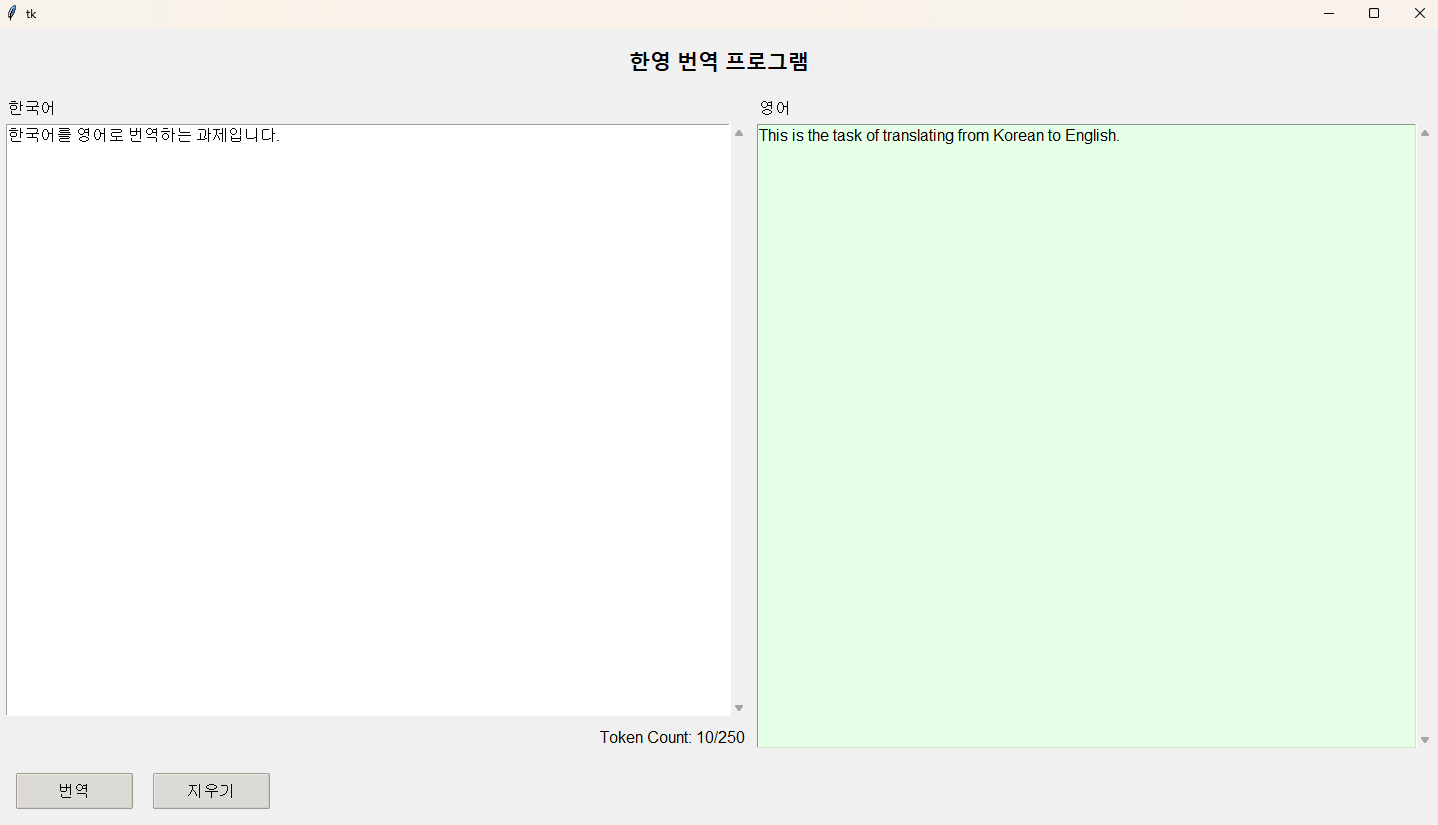 tk
한영 번역 프로그램
한국어
한국어를 영어로 번역하는 과제입니다.
Token Count: 10/250
영어
This is the task of translating from Korean to English.
번역
지우기